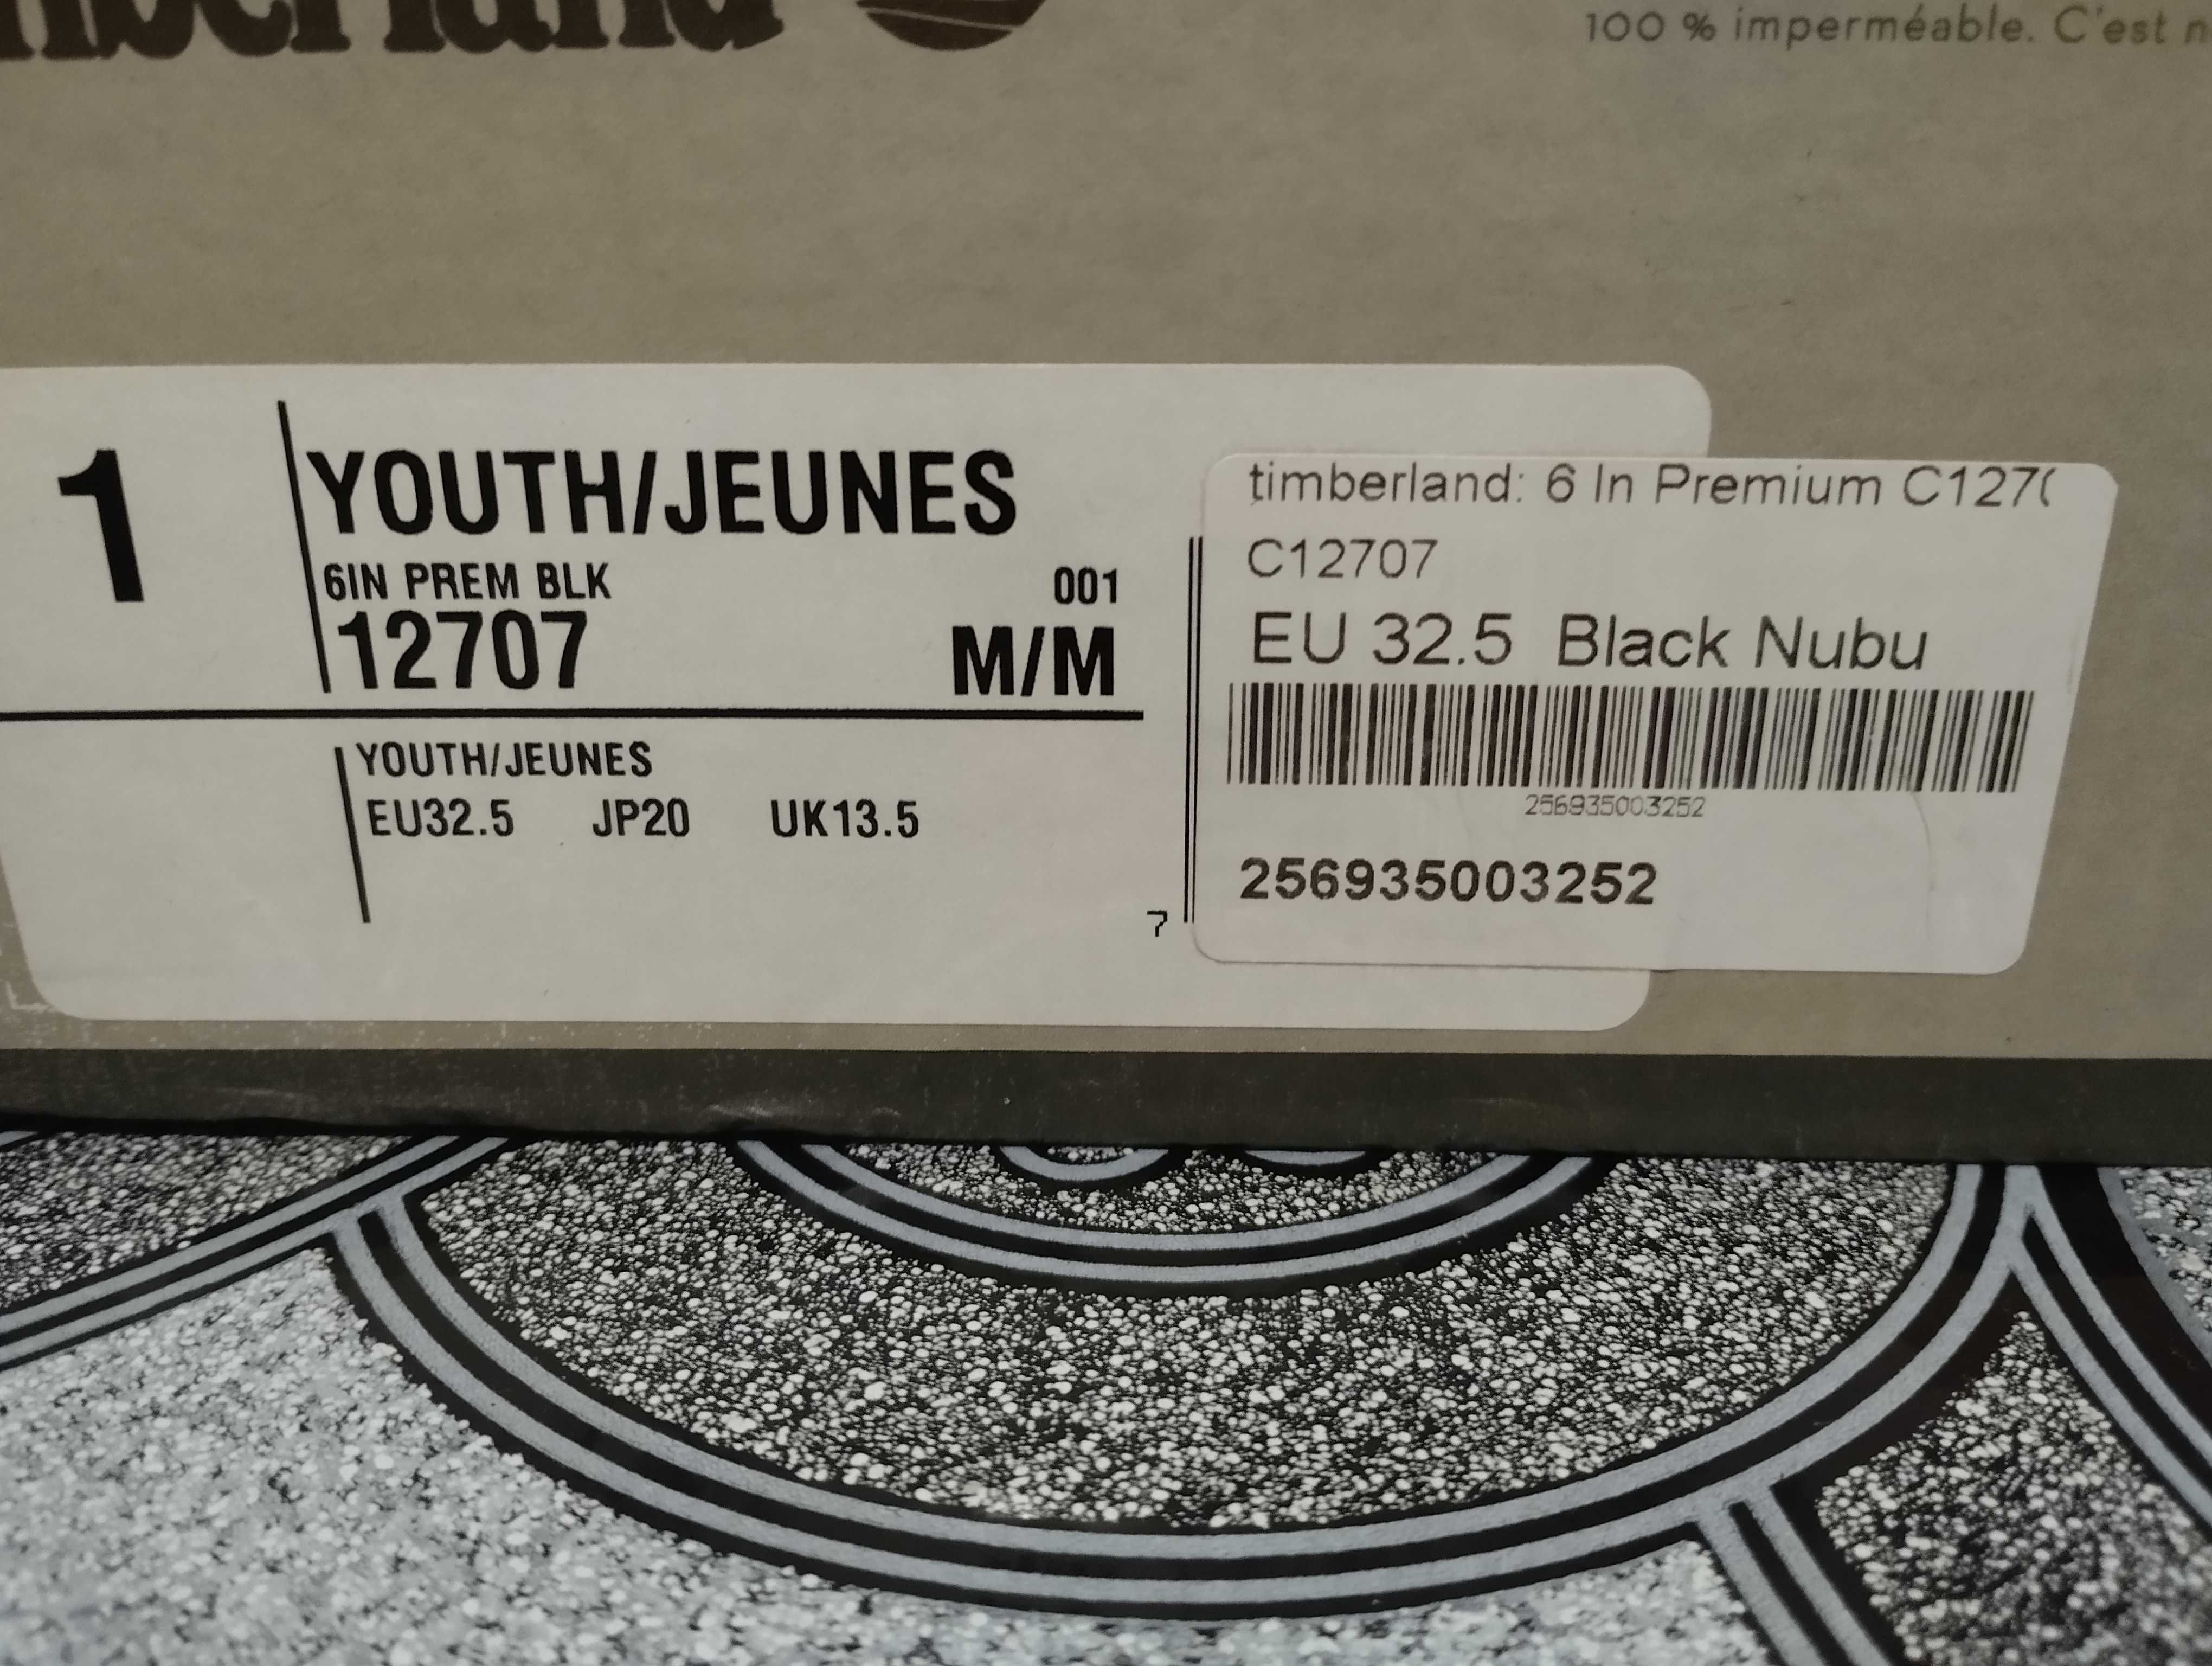 100 % imperméable. C'est
1
YOUTH/JEUNES
6IN PREM BLK 001
12707 M/M
YOUTH/JEUNES
EU32.5 JP20 UK13.5
7
timberland: 6 In Premium C127
C12707
EU 32.5 Black Nubu
256935003252
256935003252